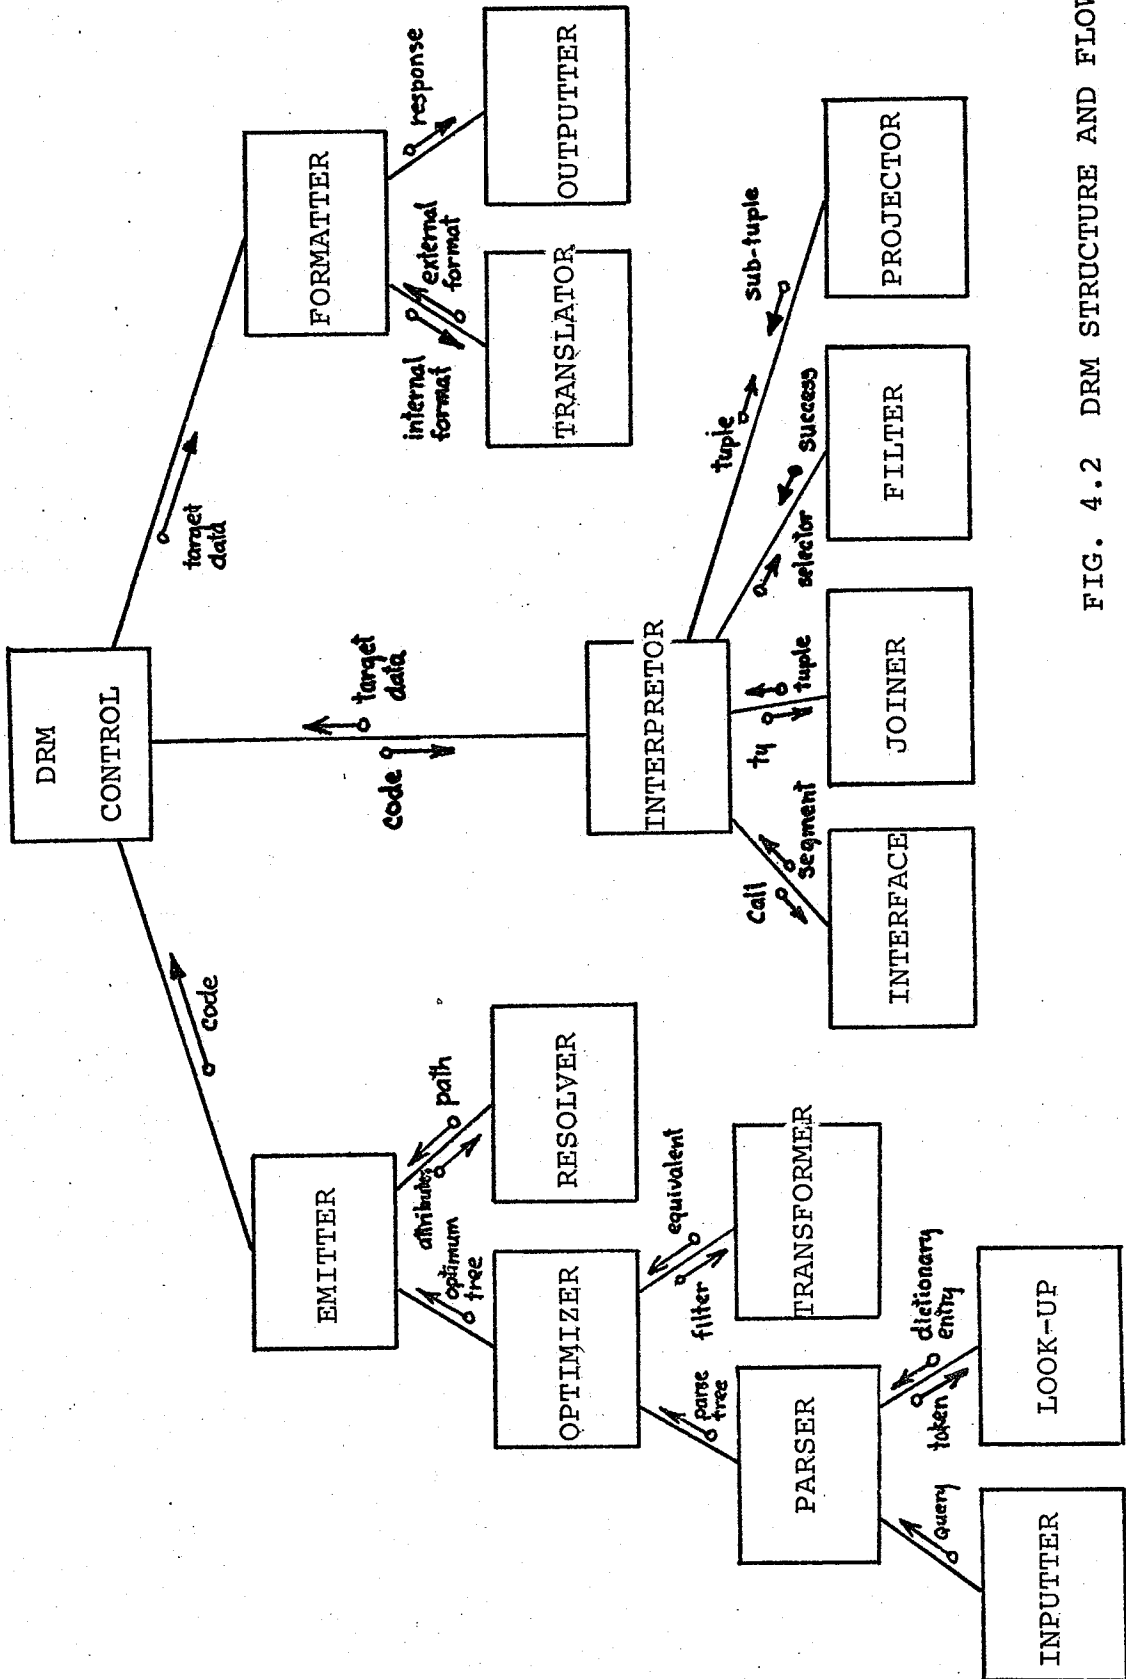 DRM
CONTROL
code
target
data
code
target
data
EMITTER
FORMATTER
optimum
tree
attributes
path
internal
format
external
format
response
OPTIMIZER
RESOLVER
INTERPRETOR
TRANSLATOR
OUTPUTTER
parse
tree
filter
equivalent
Call
segment
ty
tuple
selector
success
tuple
sub-tuple
PARSER
TRANSFORMER
INTERFACE
JOINER
FILTER
PROJECTOR
query
token
dictionary
entry
INPUTTER
LOOK-UP
FIG. 4.2 DRM STRUCTURE AND FLOW